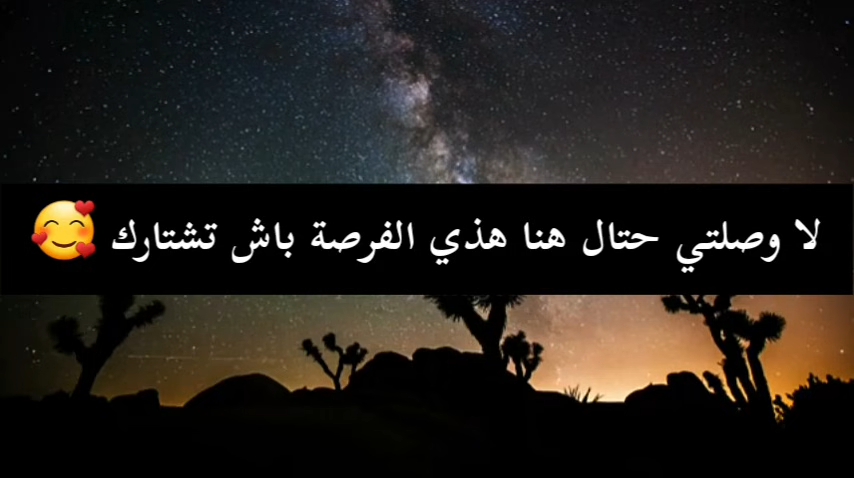 لا وصلتي حتال هنا هذي الفرصة باش تشتارك 🥰